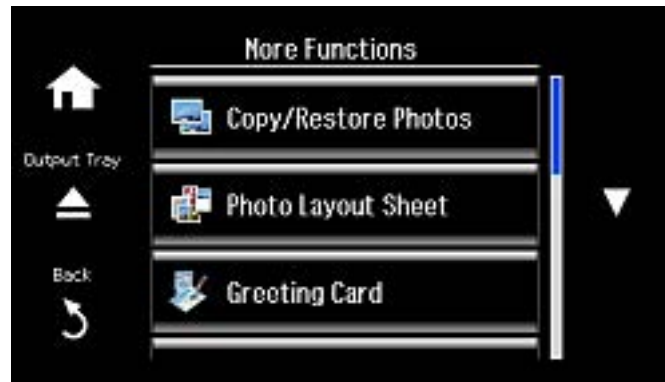 More Functions
Copy/Restore Photos
Output Tray
Photo Layout Sheet
Back
Greeting Card